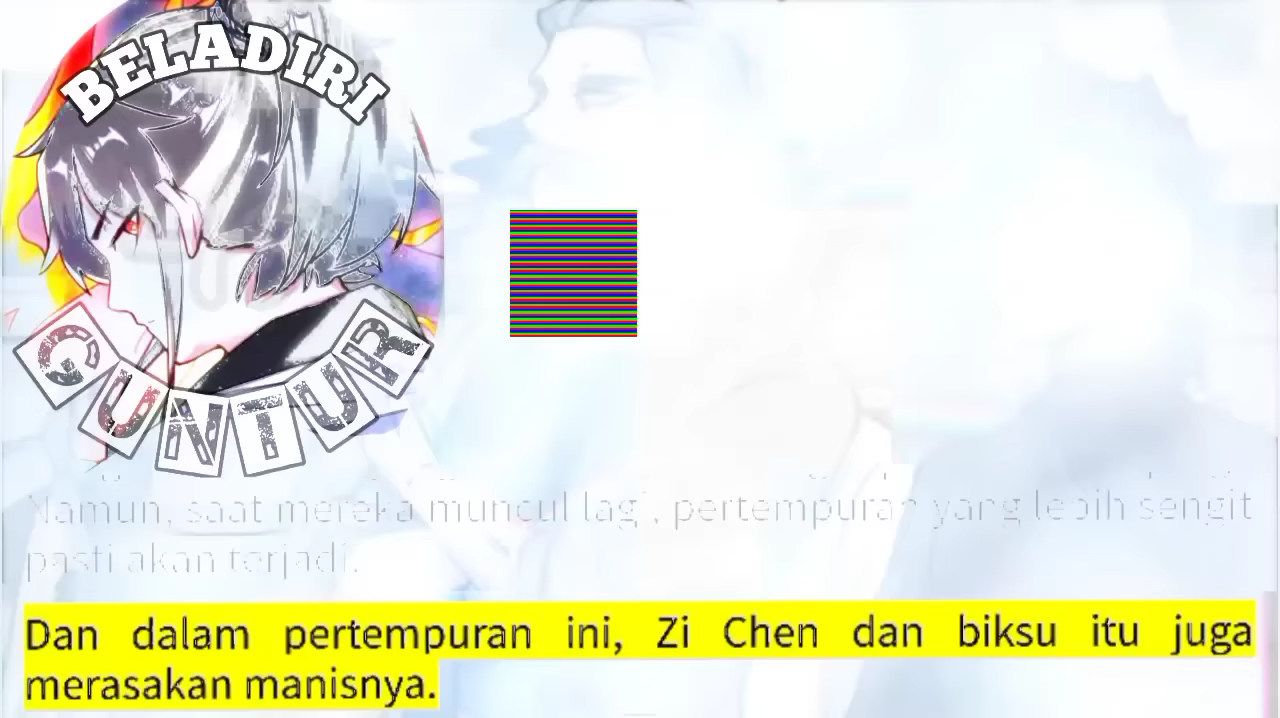 BELADIRI
GUNTUR
Namun, saat mereka muncul lagi, pertempuran yang lebih sengit
pasti akan terjadi.
Dan dalam pertempuran ini, Zi Chen dan biksu itu juga
merasakan manisnya.